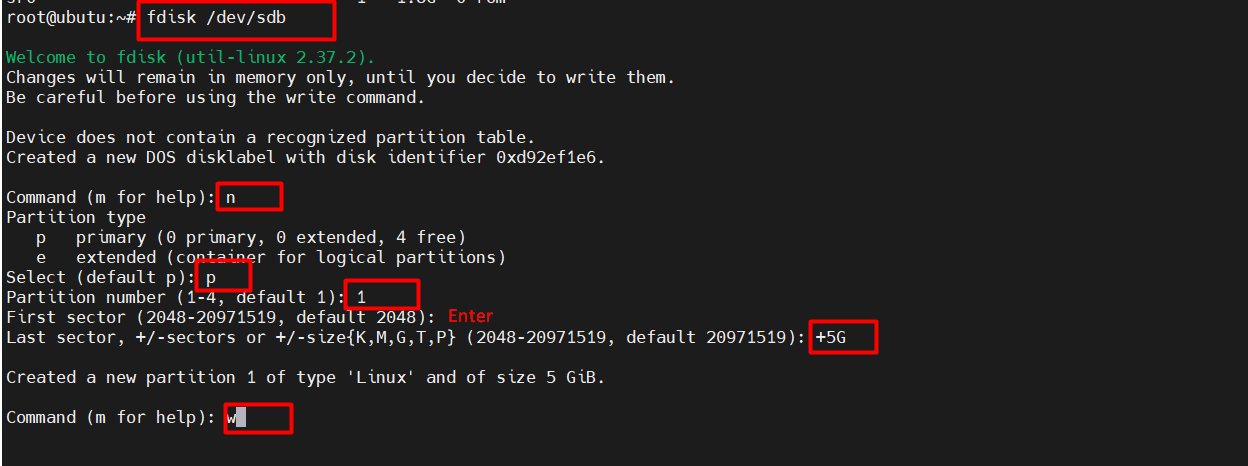 root@ubutu:~# fdisk /dev/sdb
Welcome to fdisk (util-linux 2.37.2).
Changes will remain in memory only, until you decide to write them.
Be careful before using the write command.
Device does not contain a recognized partition table.
Created a new DOS disklabel with disk identifier 0xd92ef1e6.
Command (m for help): n
Partition type
p primary (0 primary, 0 extended, 4 free)
e extended (container for logical partitions)
Select (default p): p
Partition number (1-4, default 1): 1
First sector (2048-20971519, default 2048): Enter
Last sector, +/-sectors or +/-size{K,M,G,T,P} (2048-20971519, default 20971519): +5G
Created a new partition 1 of type 'Linux' and of size 5 GiB.
Command (m for help): w